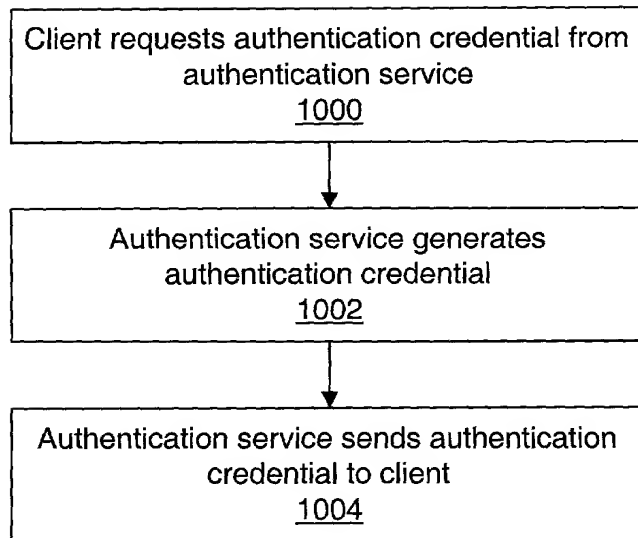 Client requests authentication credential from
authentication service
1000
Authentication service generates
authentication credential
1002
Authentication service sends authentication
credential to client
1004